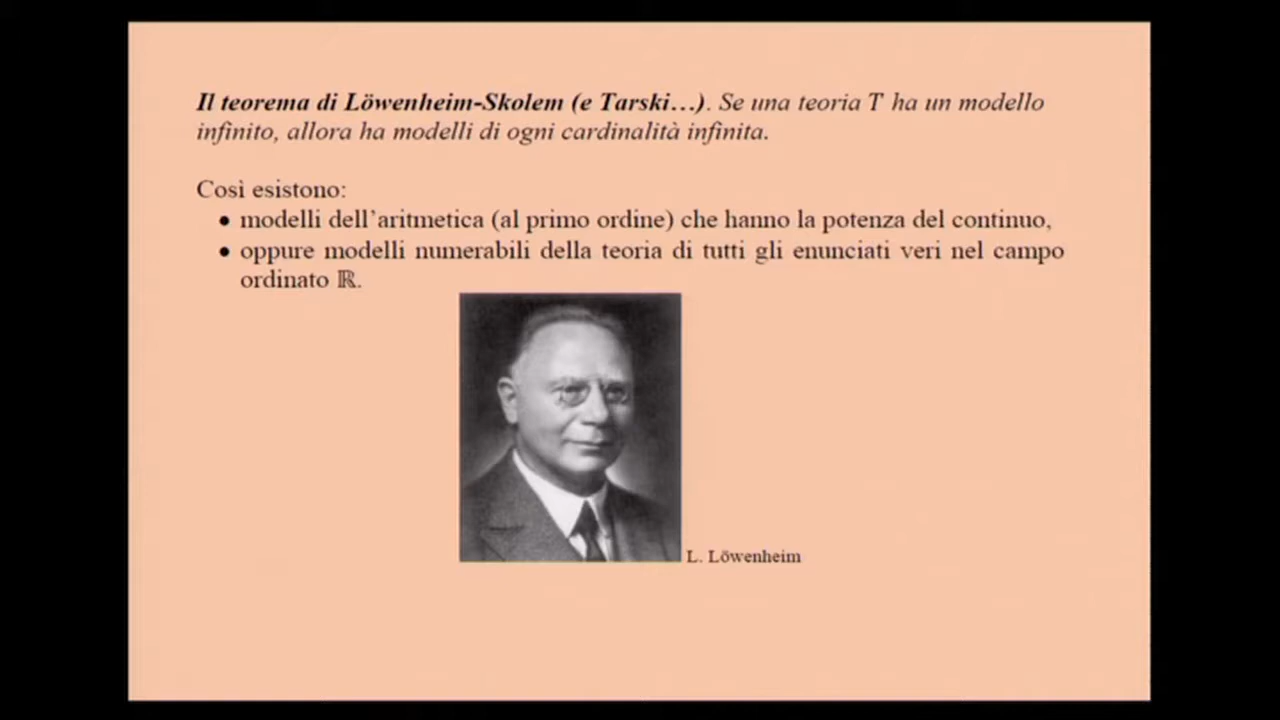 Il teorema di Löwenheim-Skolem (e Tarski…). Se una teoria T ha un modello
infinito, allora ha modelli di ogni cardinalità infinita.
Così esistono:
• modelli dell'aritmetica (al primo ordine) che hanno la potenza del continuo,
• oppure modelli numerabili della teoria di tutti gli enunciati veri nel campo
ordinato ℝ.
L. Löwenheim